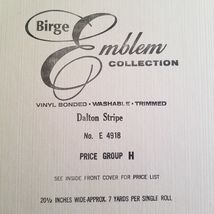 Birge
Emblem
COLLECTION
VINYL BONDED • WASHABLE • TRIMMED
Dalton Stripe
No. E 4918
PRICE GROUP H
SEE INSIDE FRONT COVER FOR PRICE LIST
20½ INCHES WIDE-APPROX. 7 YARDS PER SINGLE ROLL